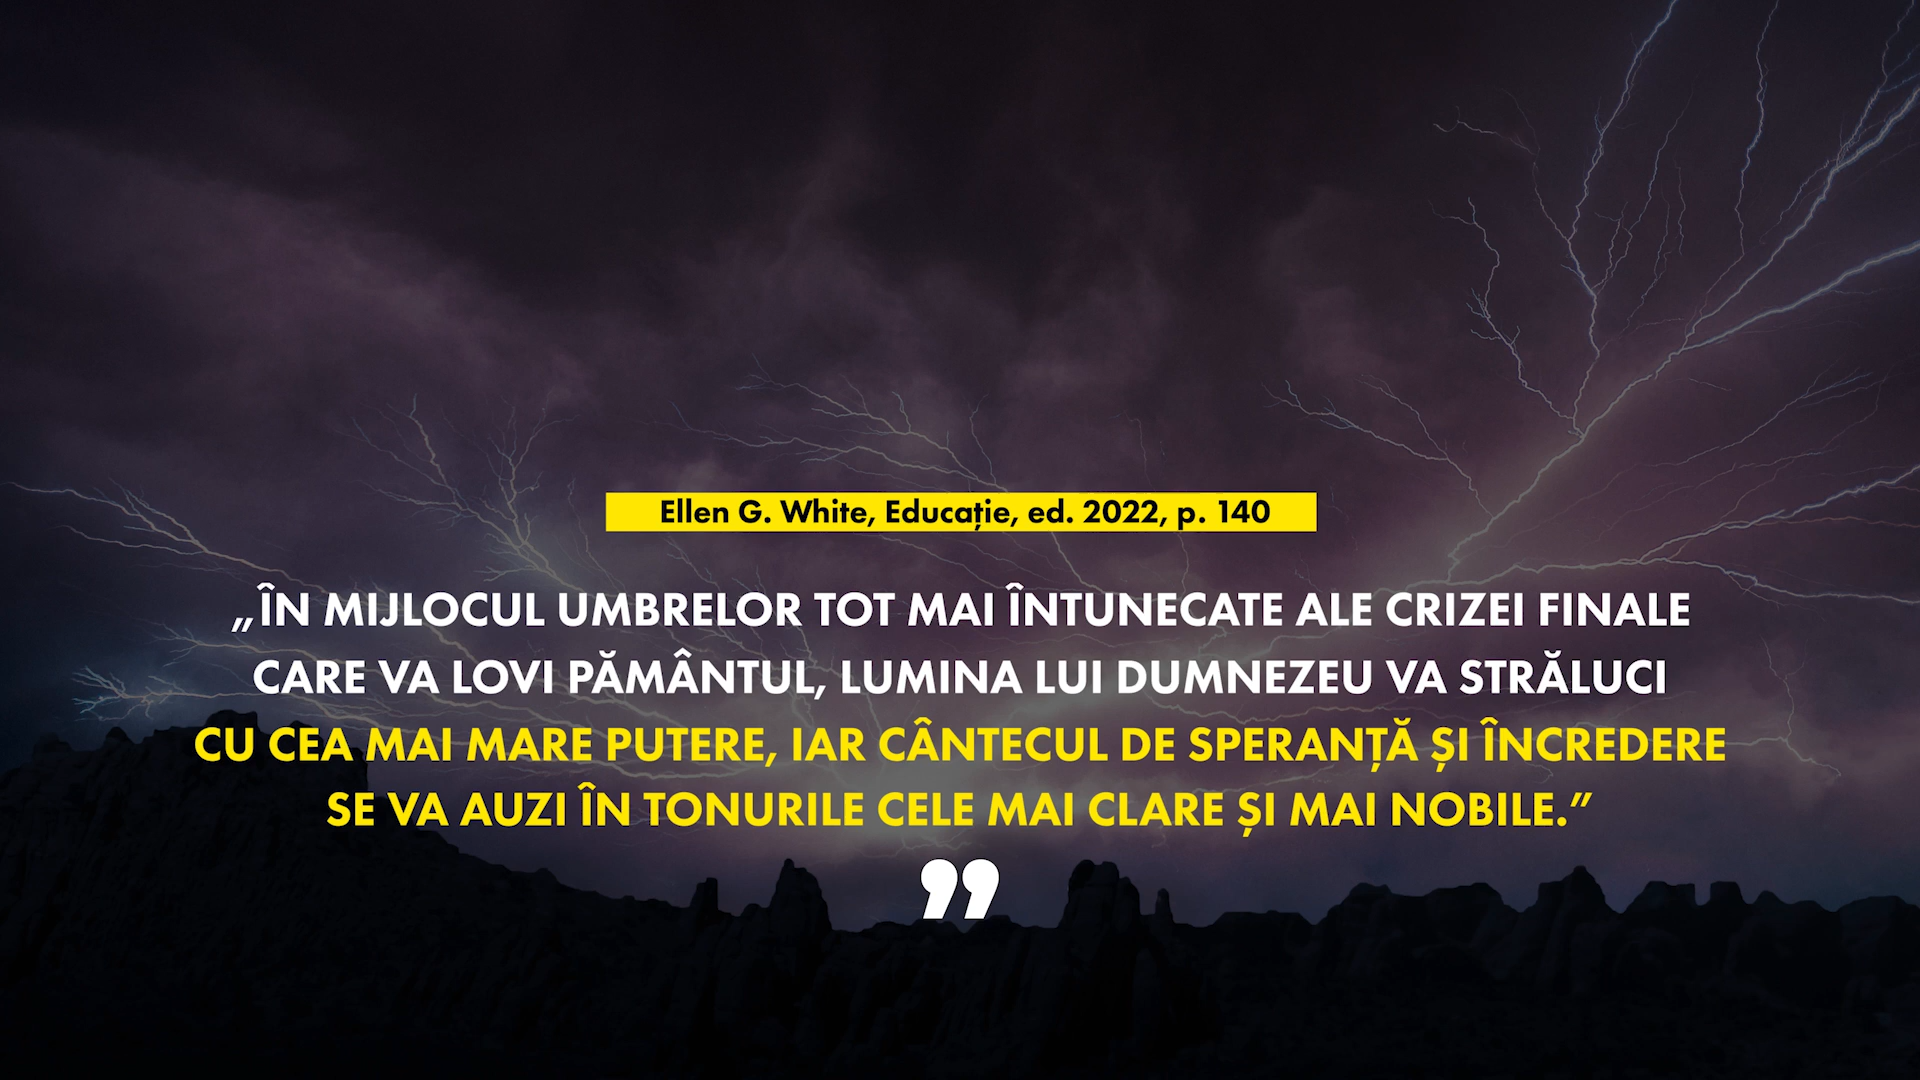 Ellen G. White, Educație, ed. 2022, p. 140
„ÎN MIJLOCUL UMBRELOR TOT MAI ÎNTUNECATE ALE CRIZEI FINALE
CARE VA LOVI PĂMÂNTUL, LUMINA LUI DUMNEZEU VA STRĂLUCI
CU CEA MAI MARE PUTERE, IAR CÂNTECUL DE SPERANȚĂ ȘI ÎNCREDERE
SE VA AUZI ÎN TONURILE CELE MAI CLARE ȘI MAI NOBILE.”
”